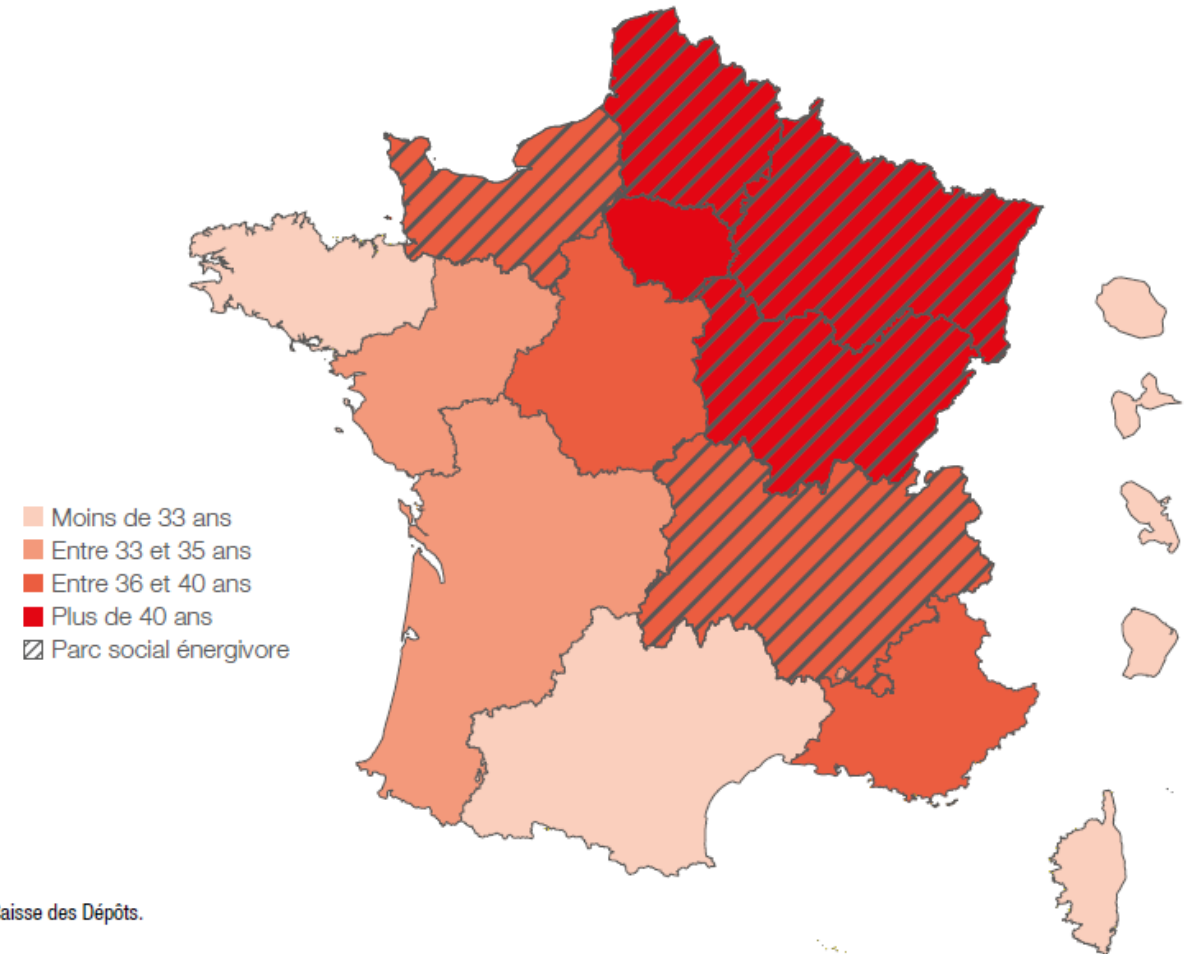 Moins de 33 ans
Entre 33 et 35 ans
Entre 36 et 40 ans
Plus de 40 ans
Parc social énergivore
des Dépôts.